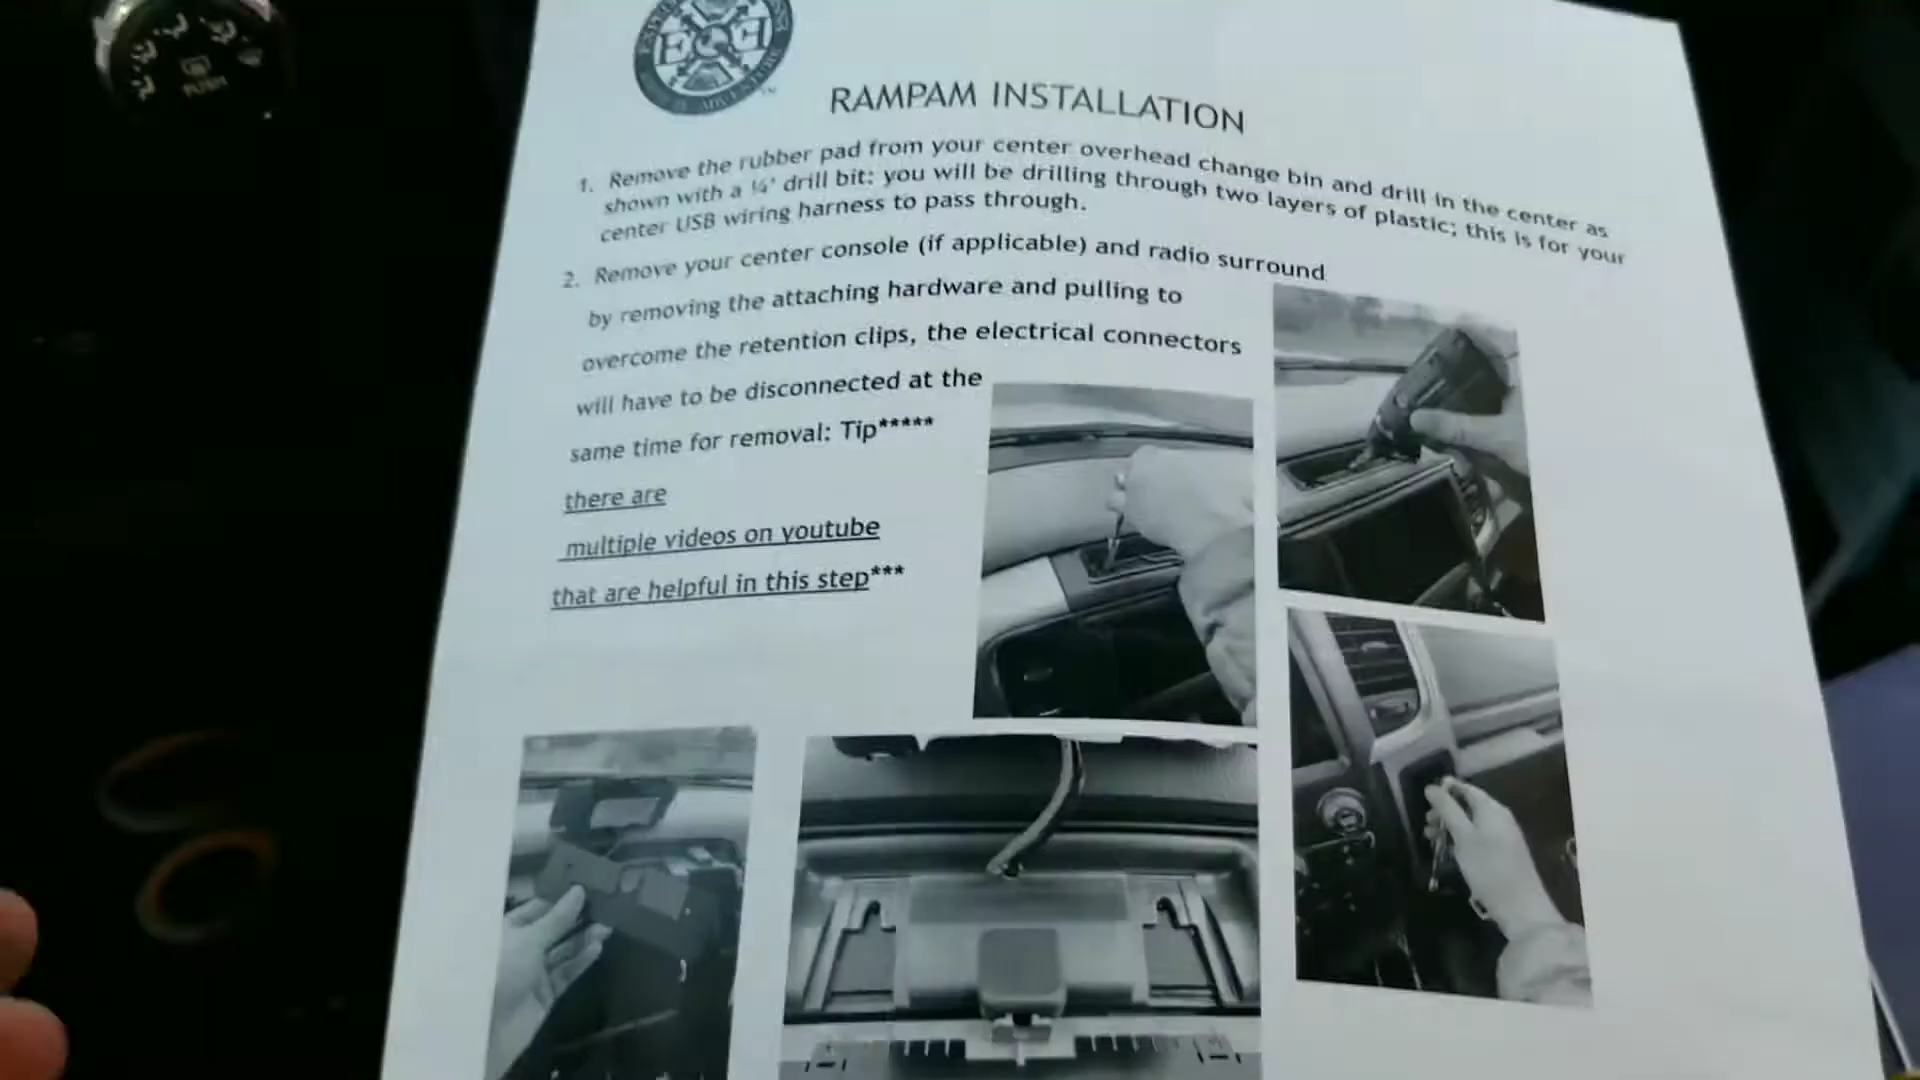 PUSH
E C
ADVENTURE
TM
RAMPAM INSTALLATION
1. Remove the rubber pad from your center overhead change bin and drill in the center as
shown with a ¼' drill bit: you will be drilling through two layers of plastic; this is for your
center USB wiring harness to pass through.
2. Remove your center console (if applicable) and radio surround
by removing the attaching hardware and pulling to
overcome the retention clips, the electrical connectors
will have to be disconnected at the
same time for removal: Tip*****
there are
multiple videos on youtube
that are helpful in this step***